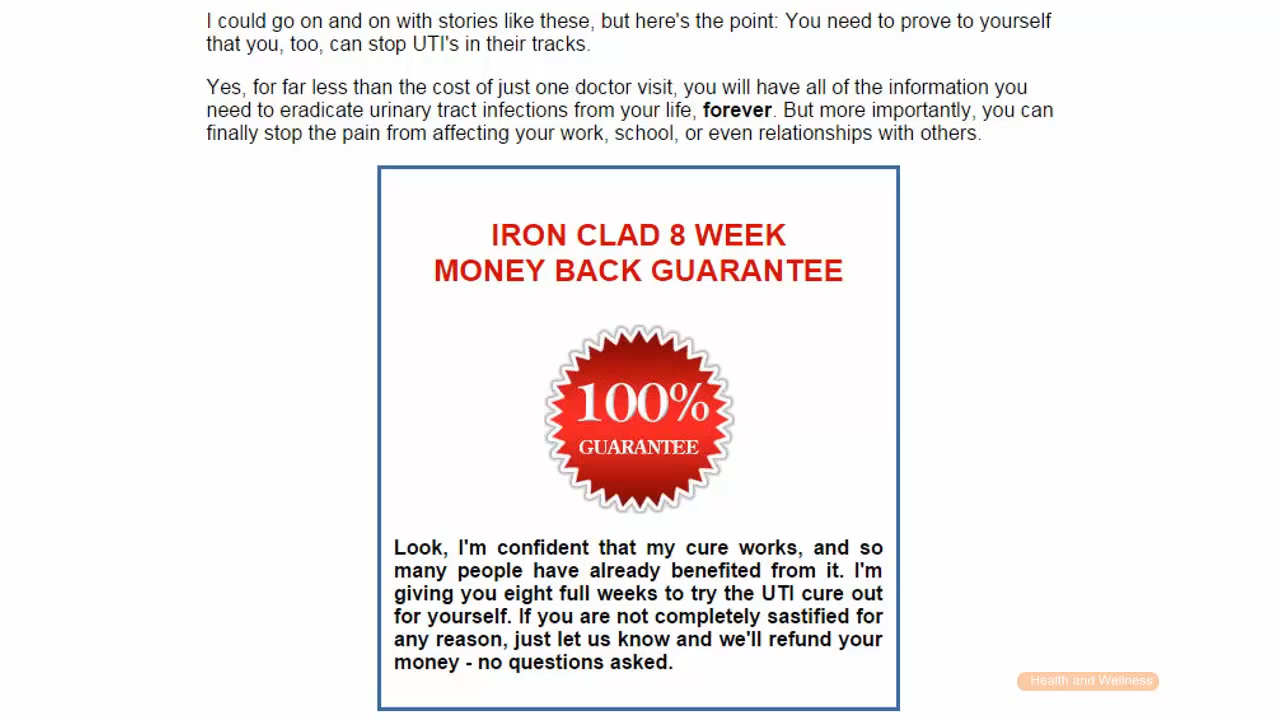 I could go on and on with stories like these, but here's the point: You need to prove to yourself
that you, too, can stop UTI's in their tracks.
Yes, for far less than the cost of just one doctor visit, you will have all of the information you
need to eradicate urinary tract infections from your life, forever. But more importantly, you can
finally stop the pain from affecting your work, school, or even relationships with others.
IRON CLAD 8 WEEK
MONEY BACK GUARANTEE
100%
GUARANTEE
Look, I'm confident that my cure works, and so
many people have already benefited from it. I'm
giving you eight full weeks to try the UTI cure out
for yourself. If you are not completely sastified for
any reason, just let us know and we'll refund your
money - no questions asked.
Health and Wellness